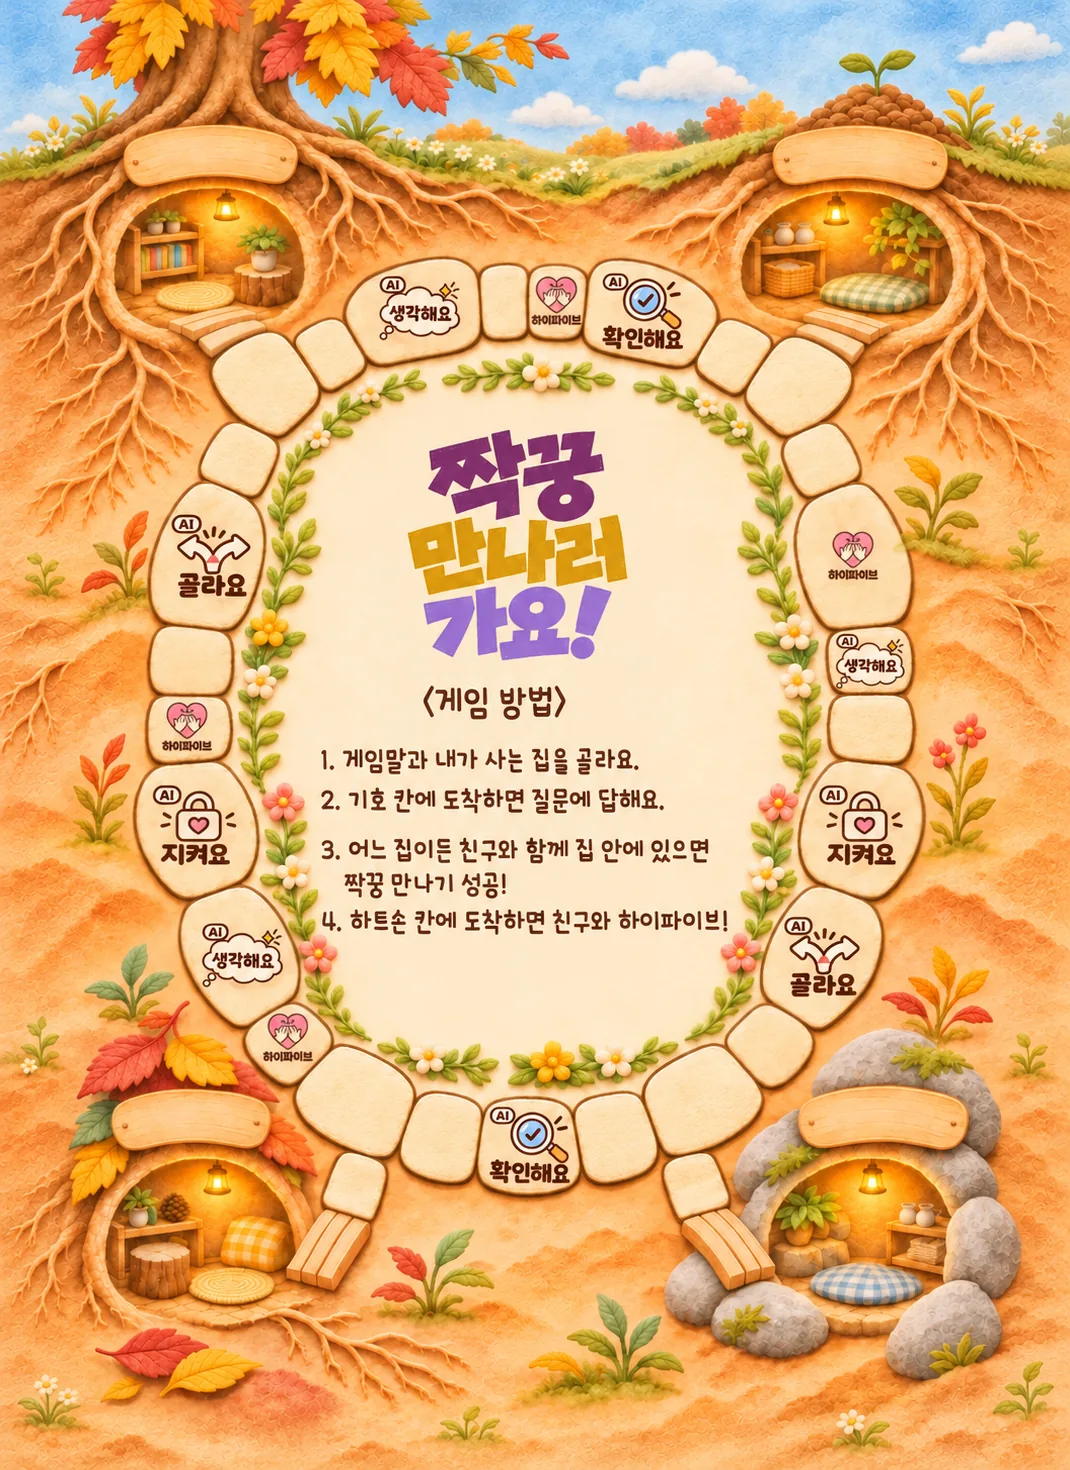 AI
생각해요
하이파이브
AI
확인해요
AI
골라요
하이파이브
짝꿍
만나러
가요!
AI
생각해요
하이파이브
<게임 방법>
1. 게임말과 내가 사는 집을 골라요.
2. 기호 칸에 도착하면 질문에 답해요.
3. 어느 집이든 친구와 함께 집 안에 있으면
짝꿍 만나기 성공!
4. 하트손 칸에 도착하면 친구와 하이파이브!
AI
지켜요
AI
지켜요
AI
생각해요
AI
골라요
하이파이브
AI
확인해요